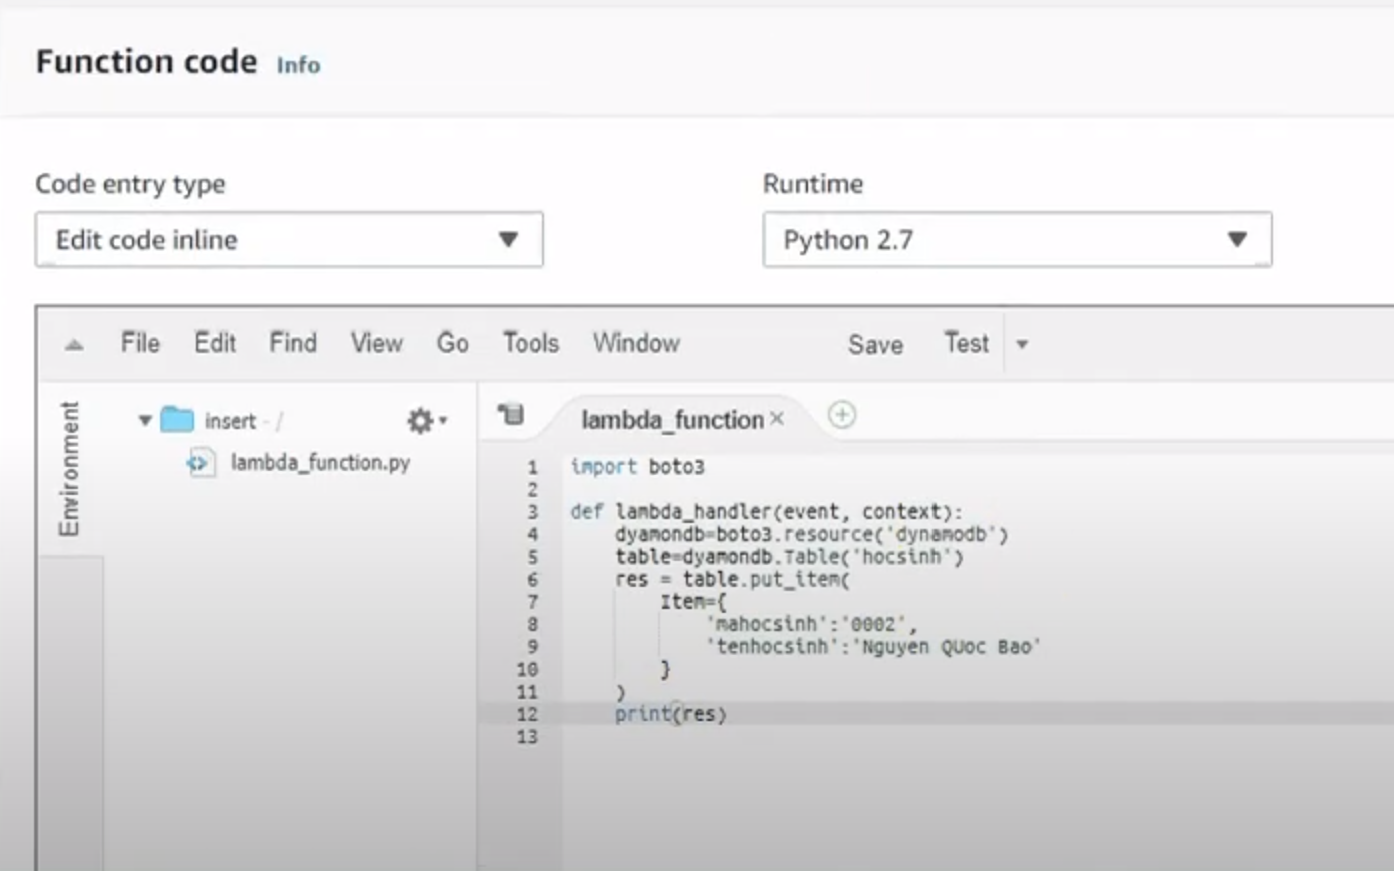 Function code Info
Code entry type
Runtime
Edit code inline
Python 2.7
File Edit Find View Go Tools Window Save Test
Environment
insert - /
lambda_function.py
lambda_function ×
1 import boto3
2
3 def lambda_handler(event, context):
4 dyamondb=boto3.resource('dynamodb')
5 table=dyamondb.Table('hocsinh')
6 res = table.put_item(
7 Item={
8 'mahocsinh':'0002',
9 'tenhocsinh':'Nguyen QUoc Bao'
10 }
11 )
12 print(res)
13